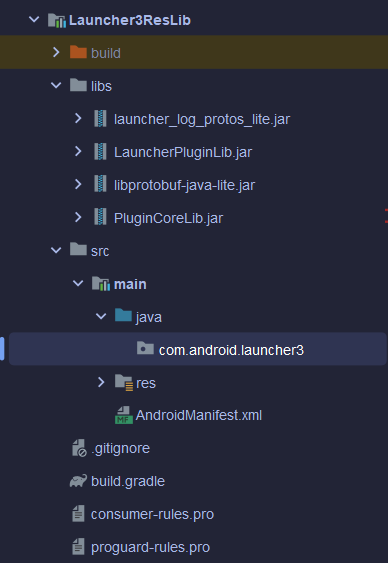 Launcher3ResLib
build
libs
launcher_log_protos_lite.jar
LauncherPluginLib.jar
libprotobuf-java-lite.jar
PluginCoreLib.jar
src
main
java
com.android.launcher3
res
MF
AndroidManifest.xml
.gitignore
build.gradle
consumer-rules.pro
proguard-rules.pro